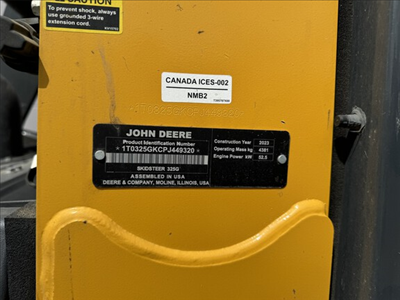 CAUTION
To prevent shock, always
use grounded 3-wire
extension cord.
CANADA ICES-002
NMB2
JOHN DEERE
Product Identification Number
*1T0325GKCPJ449320*
SKIDSTEER 325G
ASSEMBLED IN USA
DEERE & COMPANY, MOLINE, ILLINOIS, USA
Construction Year 2023
Operating Mass kg 4381
Engine Power kW 52.5